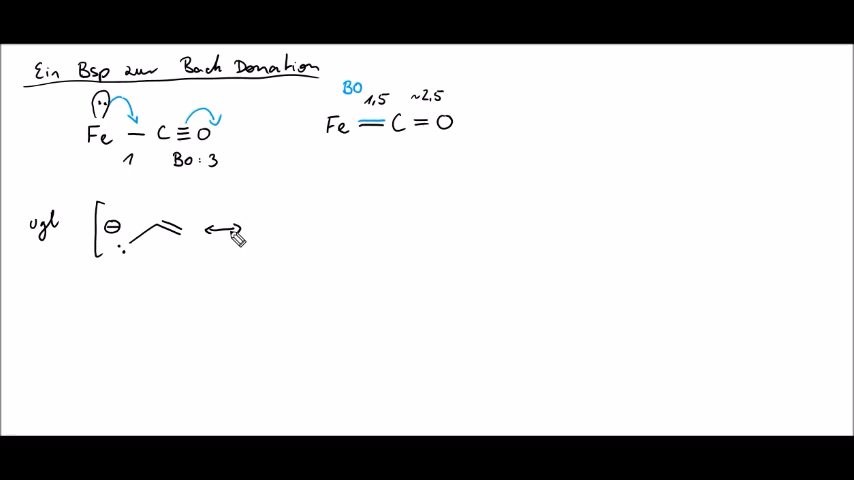 Ein Bsp zur Back Donation
BO
1,5 ~2,5
Fe – C ≡ O Fe = C = O
1 BO : 3
vgl [ ⊖ : ↔